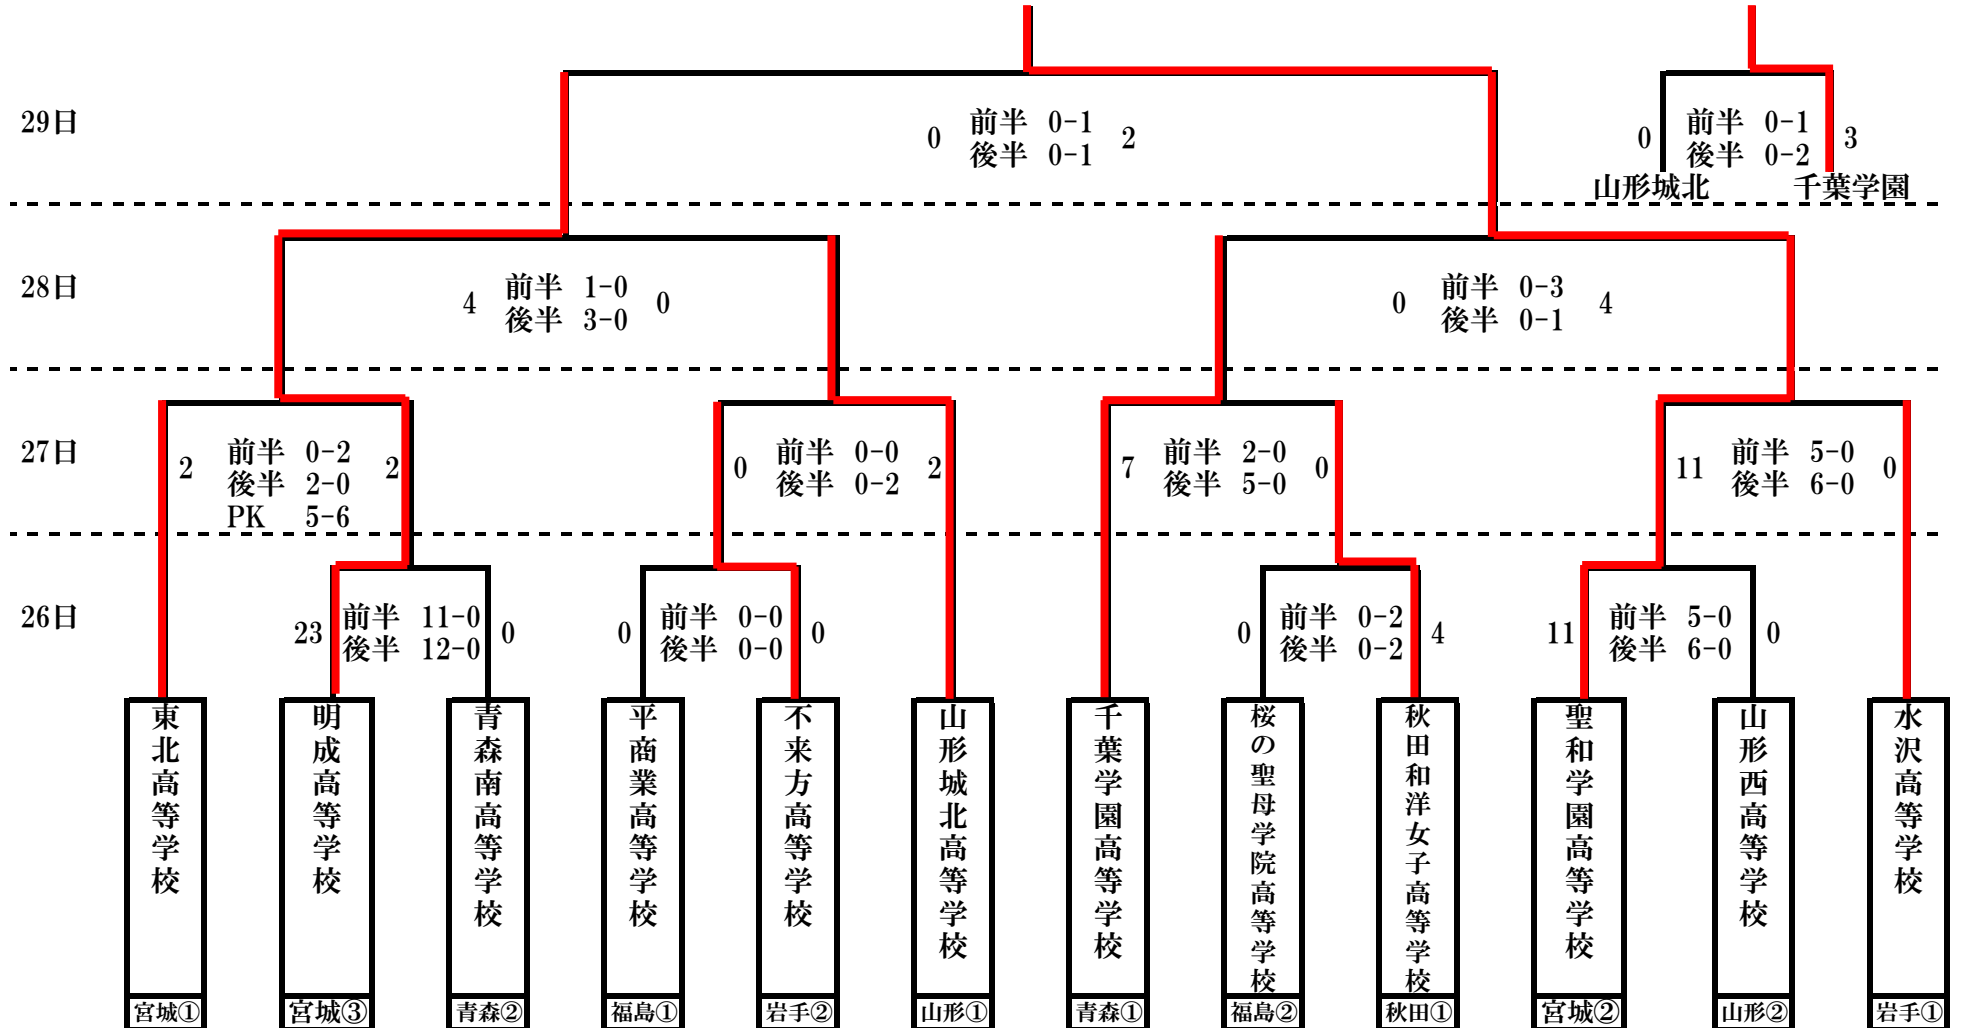 29日
0 前半 0-1 2
後半 0-1
0 前半 0-1 3
後半 0-2
山形城北 千葉学園
28日
4 前半 1-0 0
後半 3-0
0 前半 0-3 4
後半 0-1
27日
2 前半 0-2 2
後半 2-0
PK 5-6
0 前半 0-0 2
後半 0-2
7 前半 2-0 0
後半 5-0
11 前半 5-0 0
後半 6-0
26日
23 前半 11-0 0
後半 12-0
0 前半 0-0 0
後半 0-0
0 前半 0-2 4
後半 0-2
11 前半 5-0 0
後半 6-0
東北高等学校
宮城①
明成高等学校
宮城③
青森南高等学校
青森②
平商業高等学校
福島①
不来方高等学校
岩手②
山形城北高等学校
山形①
千葉学園高等学校
青森①
桜の聖母学院高等学校
福島②
秋田和洋女子高等学校
秋田①
聖和学園高等学校
宮城②
山形西高等学校
山形②
水沢高等学校
岩手①